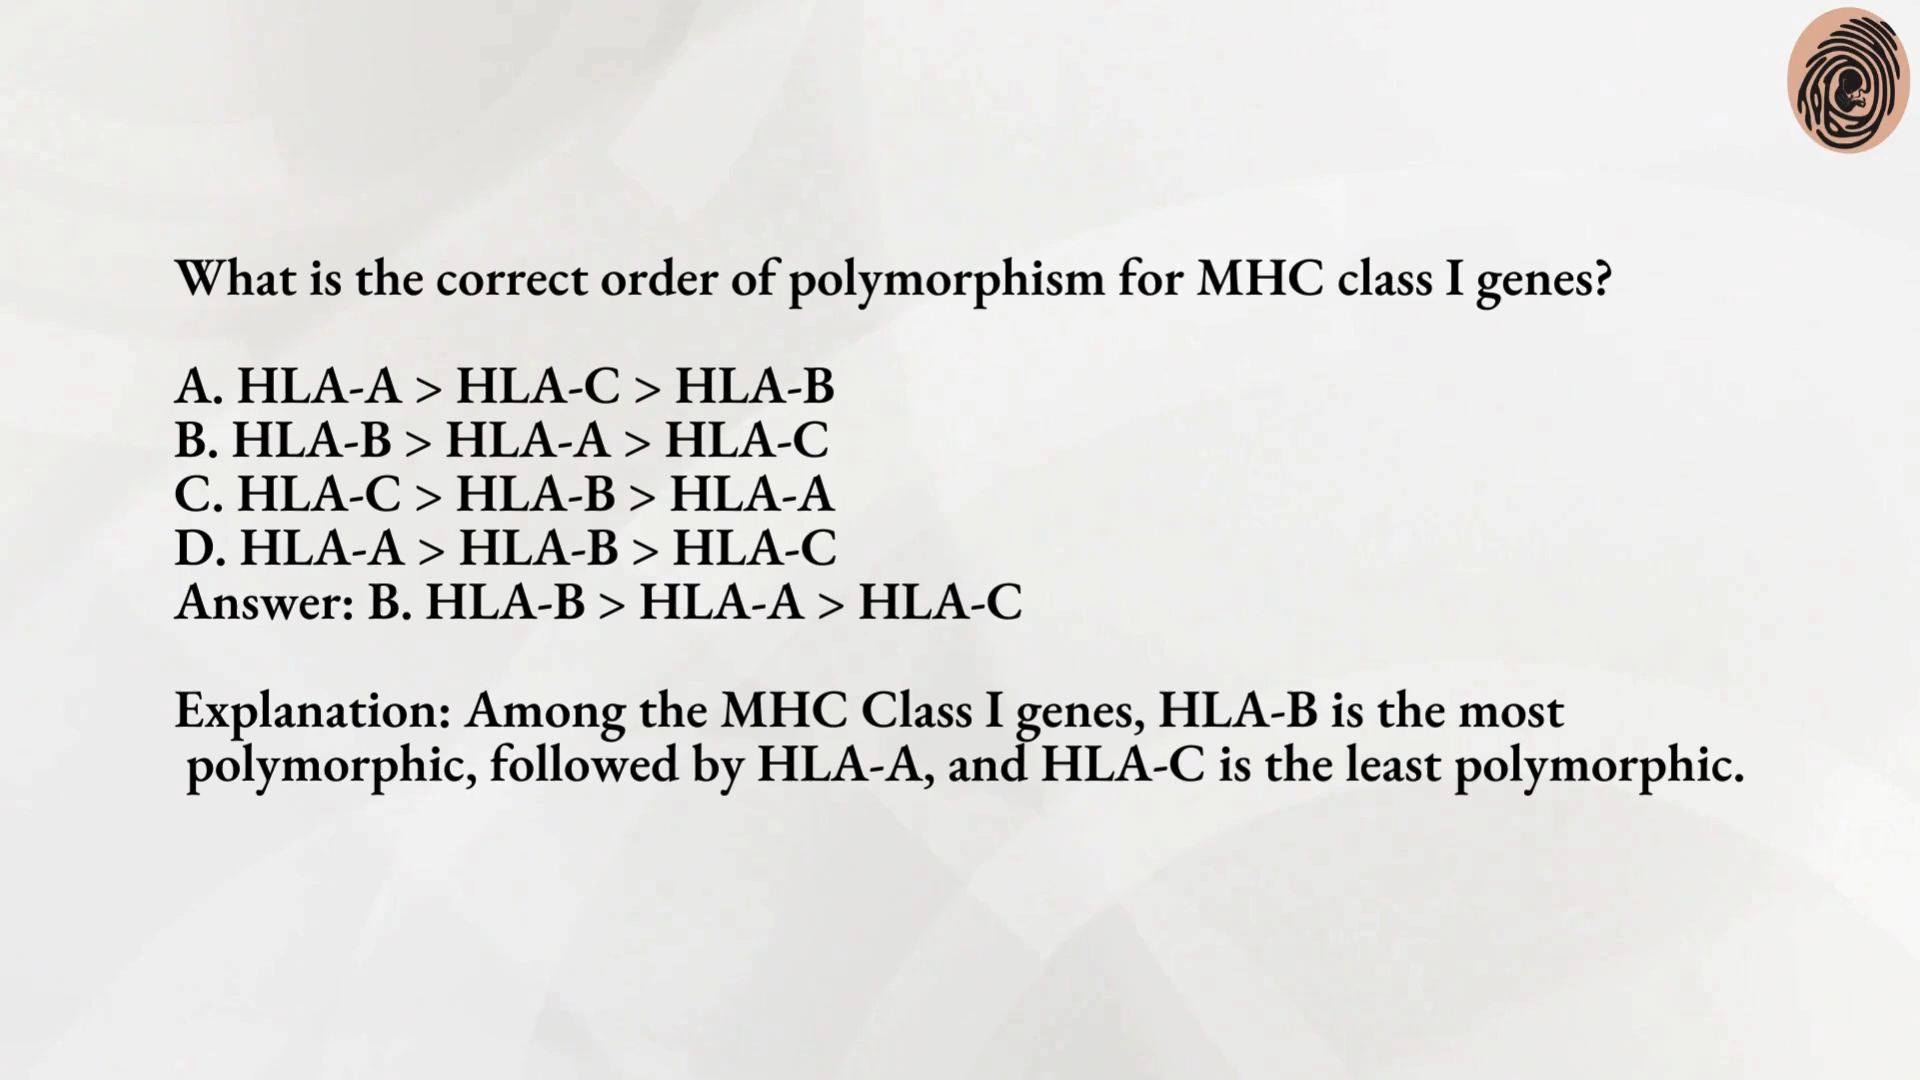 What is the correct order of polymorphism for MHC class I genes?
A. HLA-A > HLA-C > HLA-B
B. HLA-B > HLA-A > HLA-C
C. HLA-C > HLA-B > HLA-A
D. HLA-A > HLA-B > HLA-C
Answer: B. HLA-B > HLA-A > HLA-C
Explanation: Among the MHC Class I genes, HLA-B is the most
polymorphic, followed by HLA-A, and HLA-C is the least polymorphic.